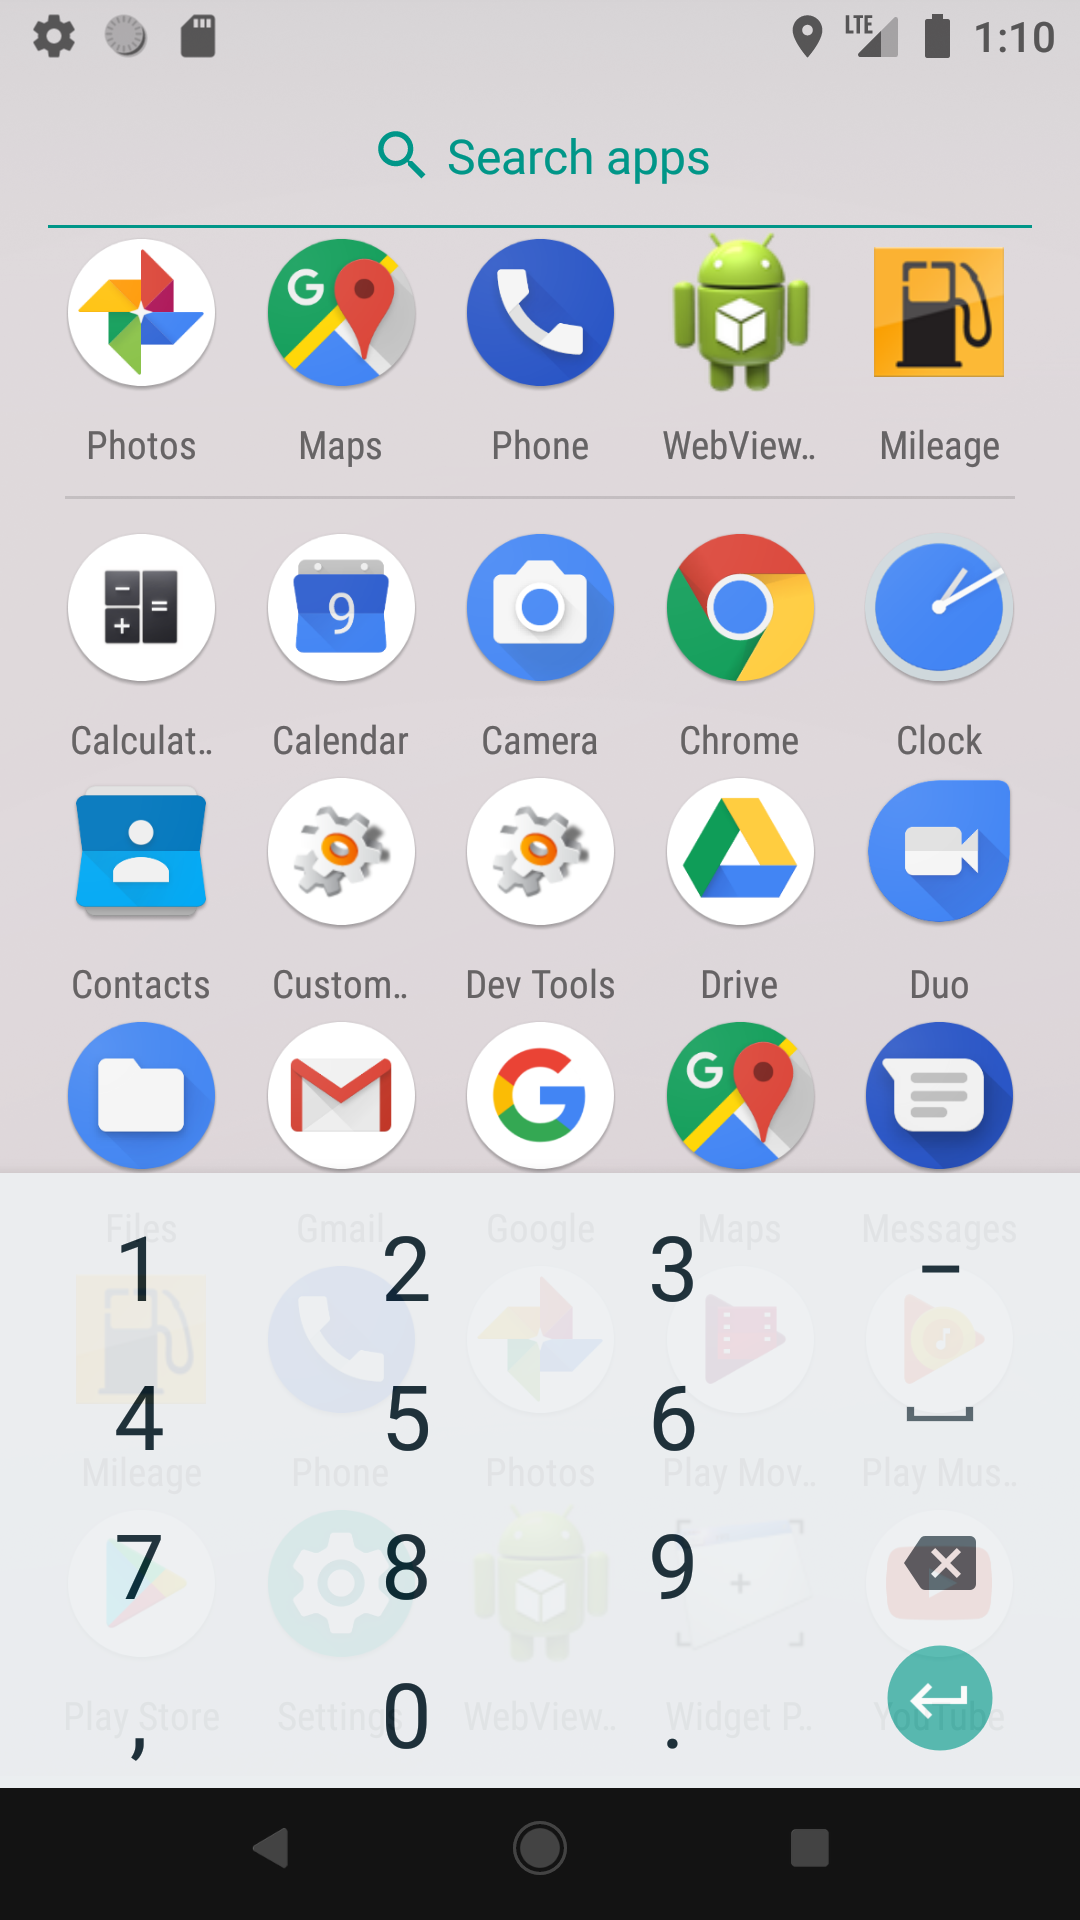 LTE 1:10
Search apps
Photos Maps Phone WebView.. Mileage
9
Calculat.. Calendar Camera Chrome Clock
Contacts Custom.. Dev Tools Drive Duo
Files Gmail Google Maps Messages
1 2 3 –
4 5 6
Mileage Phone Photos Play Mov.. Play Mus..
7 8 9
Play Store Settings WebView.. Widget P.. YouTube
, 0 .